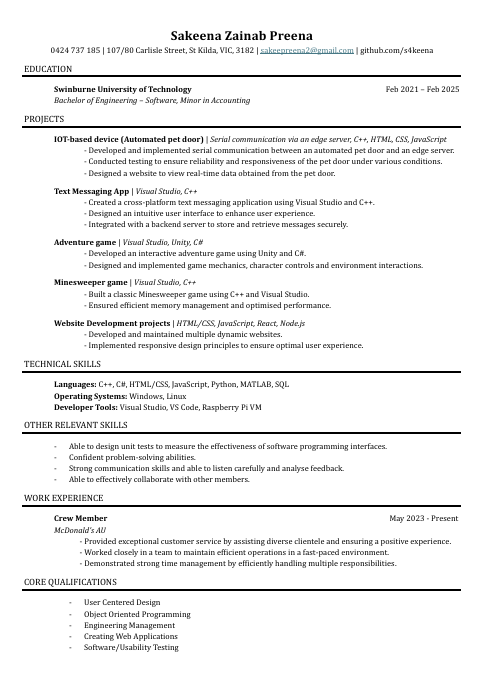 Sakeena Zainab Preena
0424 737 185 | 107/80 Carlisle Street, St Kilda, VIC, 3182 | sakeepreena2@gmail.com | github.com/s4keena
EDUCATION
Swinburne University of Technology Feb 2021 – Feb 2025
Bachelor of Engineering – Software, Minor in Accounting
PROJECTS
IOT-based device (Automated pet door) | Serial communication via an edge server, C++, HTML, CSS, JavaScript
- Developed and implemented serial communication between an automated pet door and an edge server.
- Conducted testing to ensure reliability and responsiveness of the pet door under various conditions.
- Designed a website to view real-time data obtained from the pet door.
Text Messaging App | Visual Studio, C++
- Created a cross-platform text messaging application using Visual Studio and C++.
- Designed an intuitive user interface to enhance user experience.
- Integrated with a backend server to store and retrieve messages securely.
Adventure game | Visual Studio, Unity, C#
- Developed an interactive adventure game using Unity and C#.
- Designed and implemented game mechanics, character controls and environment interactions.
Minesweeper game | Visual Studio, C++
- Built a classic Minesweeper game using C++ and Visual Studio.
- Ensured efficient memory management and optimised performance.
Website Development projects | HTML/CSS, JavaScript, React, Node.js
- Developed and maintained multiple dynamic websites.
- Implemented responsive design principles to ensure optimal user experience.
TECHNICAL SKILLS
Languages: C++, C#, HTML/CSS, JavaScript, Python, MATLAB, SQL
Operating Systems: Windows, Linux
Developer Tools: Visual Studio, VS Code, Raspberry Pi VM
OTHER RELEVANT SKILLS
- Able to design unit tests to measure the effectiveness of software programming interfaces.
- Confident problem-solving abilities.
- Strong communication skills and able to listen carefully and analyse feedback.
- Able to effectively collaborate with other members.
WORK EXPERIENCE
Crew Member May 2023 - Present
McDonald's AU
- Provided exceptional customer service by assisting diverse clientele and ensuring a positive experience.
- Worked closely in a team to maintain efficient operations in a fast-paced environment.
- Demonstrated strong time management by efficiently handling multiple responsibilities.
CORE QUALIFICATIONS
- User Centered Design
- Object Oriented Programming
- Engineering Management
- Creating Web Applications
- Software/Usability Testing